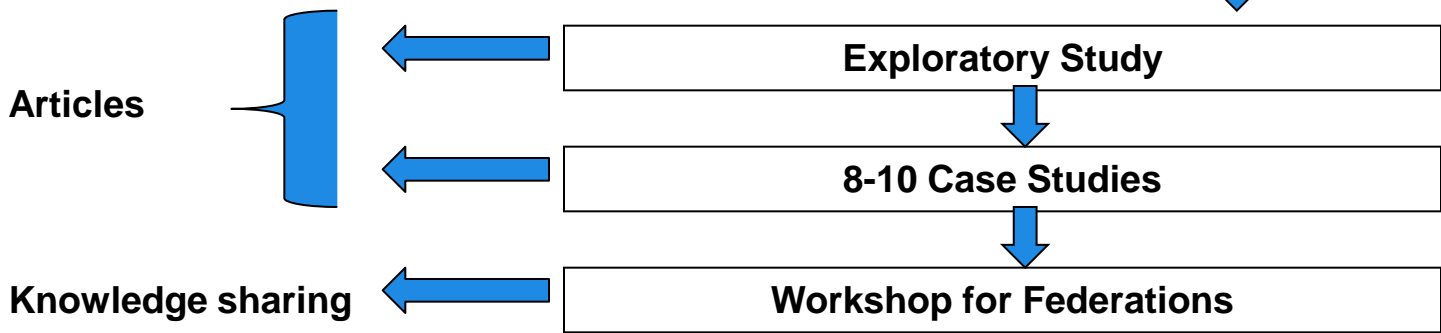 Exploratory Study
Articles
8-10 Case Studies
Knowledge sharing
Workshop for Federations